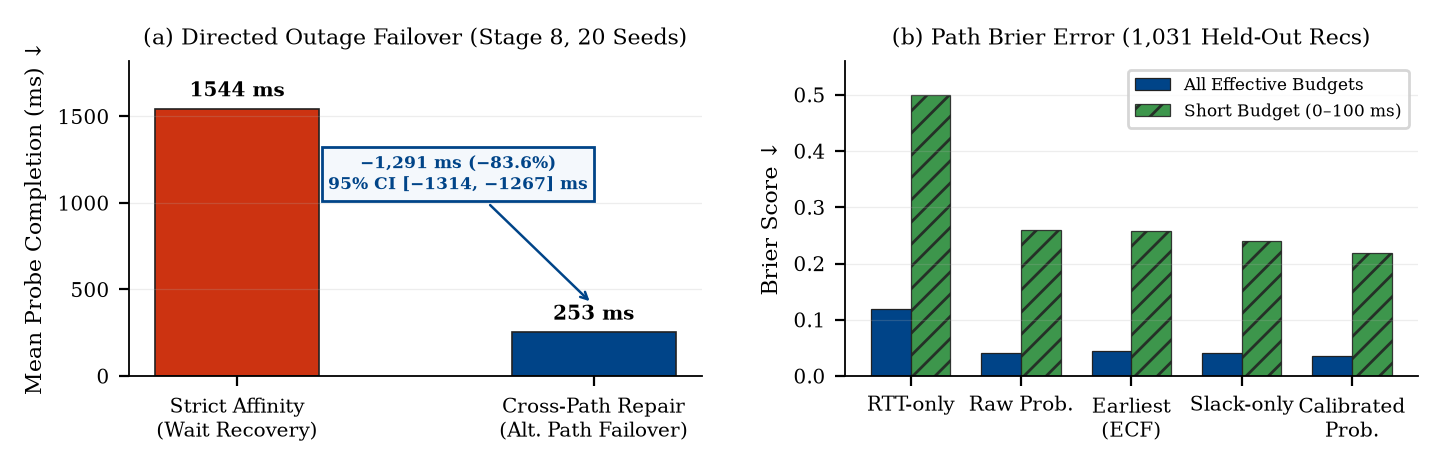 (a) Directed Outage Failover (Stage 8, 20 Seeds)
Mean Probe Completion (ms) ↓
1500
1000
500
0
1544 ms
−1,291 ms (−83.6%)
95% CI [−1314, −1267] ms
253 ms
Strict Affinity
(Wait Recovery)
Cross-Path Repair
(Alt. Path Failover)
(b) Path Brier Error (1,031 Held-Out Recs)
Brier Score ↓
0.5
0.4
0.3
0.2
0.1
0.0
All Effective Budgets
Short Budget (0–100 ms)
RTT-only
Raw Prob.
Earliest
(ECF)
Slack-only
Calibrated
Prob.